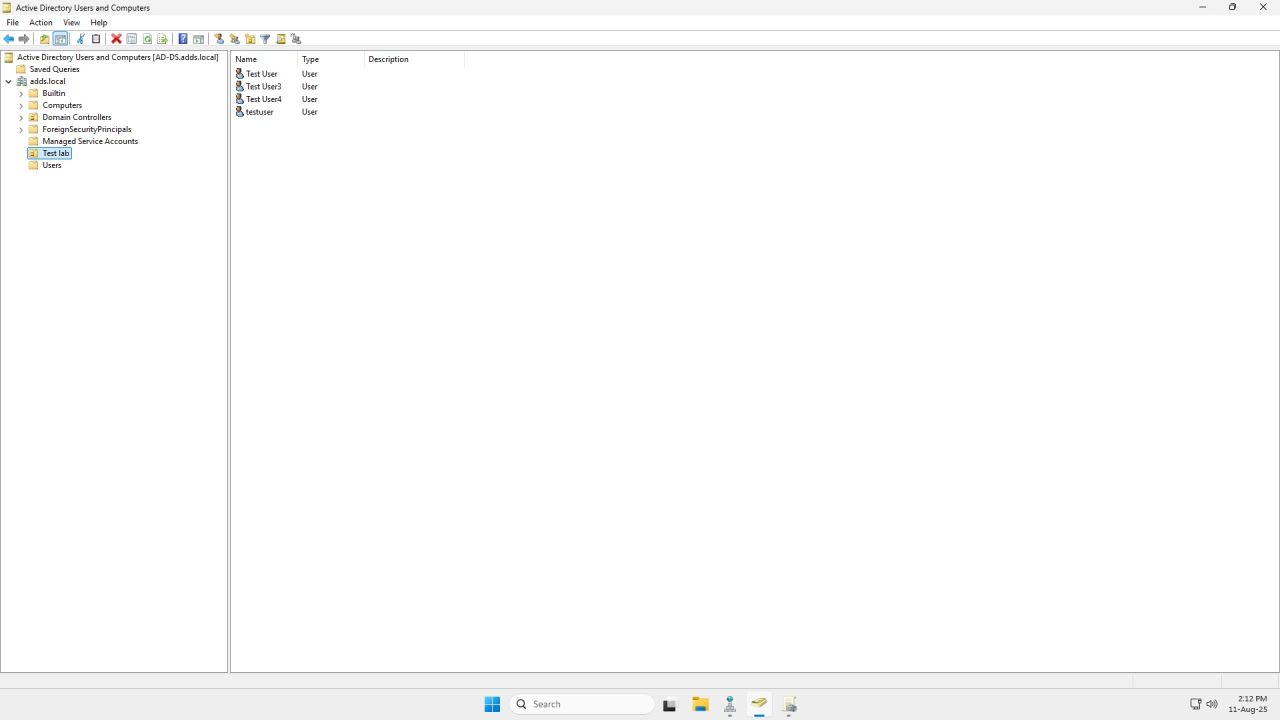 Active Directory Users and Computers
File Action View Help
Active Directory Users and Computers [AD-DS.adds.local]
Saved Queries
adds.local
Builtin
Computers
Domain Controllers
ForeignSecurityPrincipals
Managed Service Accounts
Test lab
Users
Name Type Description
Test User User
Test User3 User
Test User4 User
testuser User
Search
2:12 PM
11-Aug-25